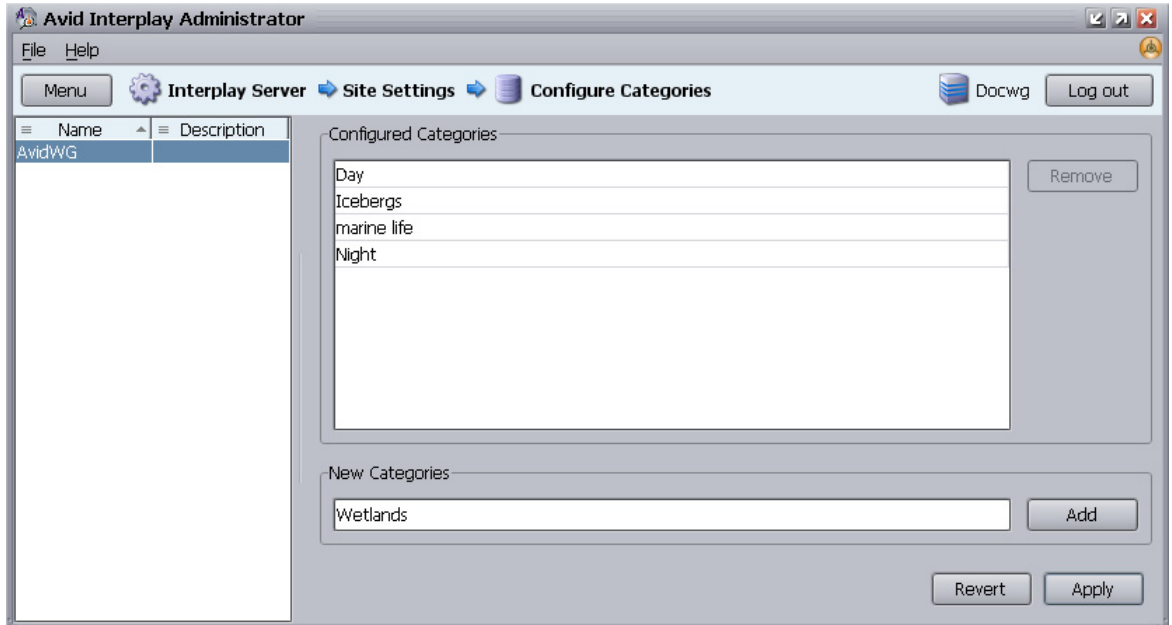 Avid Interplay Administrator
File Help
Menu Interplay Server Site Settings Configure Categories Docwg Log out
Name Description
AvidWG
Configured Categories
Day
Icebergs
marine life
Night
Remove
New Categories
Wetlands
Add
Revert Apply